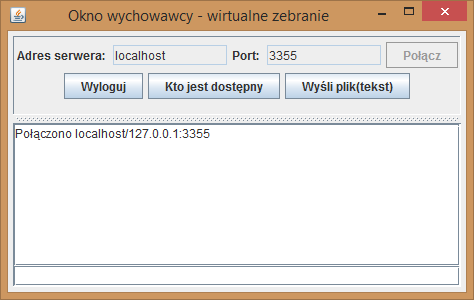 Okno wychowawcy - wirtualne zebranie
Adres serwera: localhost Port: 3355 Połącz
Wyloguj Kto jest dostępny Wyśli plik(tekst)
Połączono localhost/127.0.0.1:3355